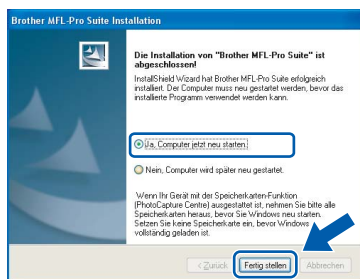 Brother MFL-Pro Suite Installation
Die Installation von "Brother MFL-Pro Suite" ist
abgeschlossen!
InstallShield Wizard hat Brother MFL-Pro Suite erfolgreich
installiert. Der Computer muss neu gestartet werden, bevor das
installierte Programm verwendet werden kann.
Ja, Computer jetzt neu starten.
Nein, Computer wird später neu gestartet.
Wenn Ihr Gerät mit der Speicherkarten-Funktion
(PhotoCapture Centre) ausgestattet ist, nehmen Sie bitte alle
Speicherkarten heraus, bevor Sie Windows neu starten.
Setzen Sie keine Speicherkarte ein, bevor Windows
vollständig geladen ist.
< Zurück
Fertig stellen
Abbrechen